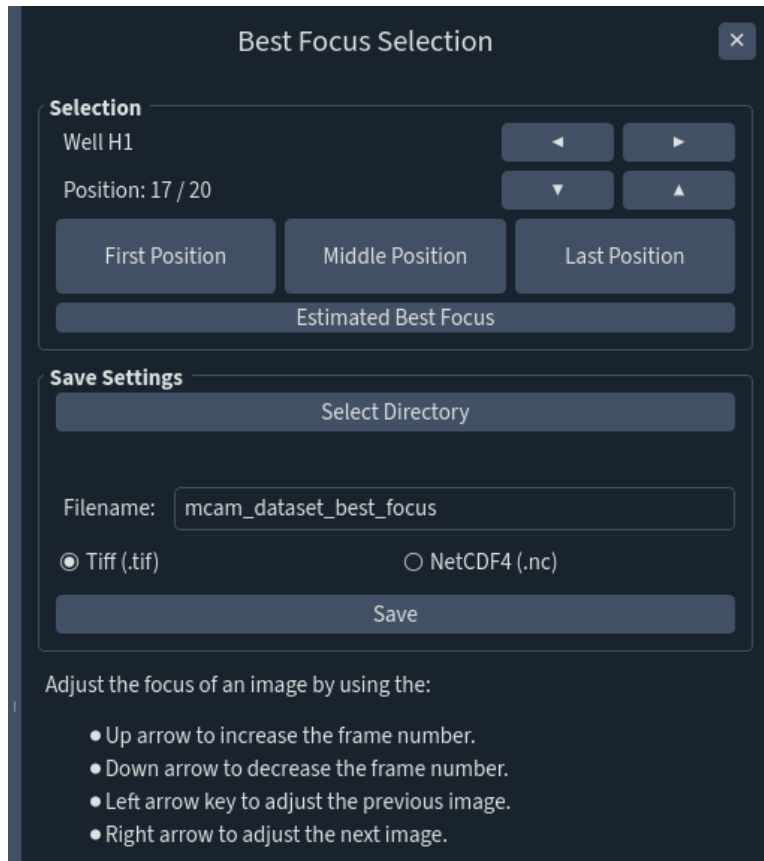 Best Focus Selection
Selection
Well H1
Position: 17 / 20
First Position Middle Position Last Position
Estimated Best Focus
Save Settings
Select Directory
Filename: mcam_dataset_best_focus
Tiff (.tif) NetCDF4 (.nc)
Save
Adjust the focus of an image by using the:
● Up arrow to increase the frame number.
● Down arrow to decrease the frame number.
● Left arrow key to adjust the previous image.
● Right arrow to adjust the next image.